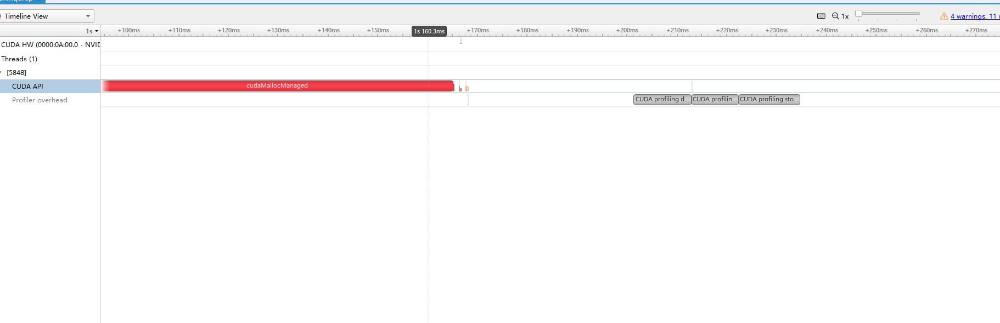 Timeline View
1x
4 warnings, 11
1s
+100ms +110ms +120ms +130ms +140ms +150ms 1s 160.3ms +170ms +180ms +190ms +200ms +210ms +220ms +230ms +240ms +250ms +260ms +270ms
CUDA HW (0000:0A:00.0 - NVID
Threads (1)
[5848]
CUDA API
cudaMallocManaged
Profiler overhead
CUDA profiling d...
CUDA profilin...
CUDA profiling sto...